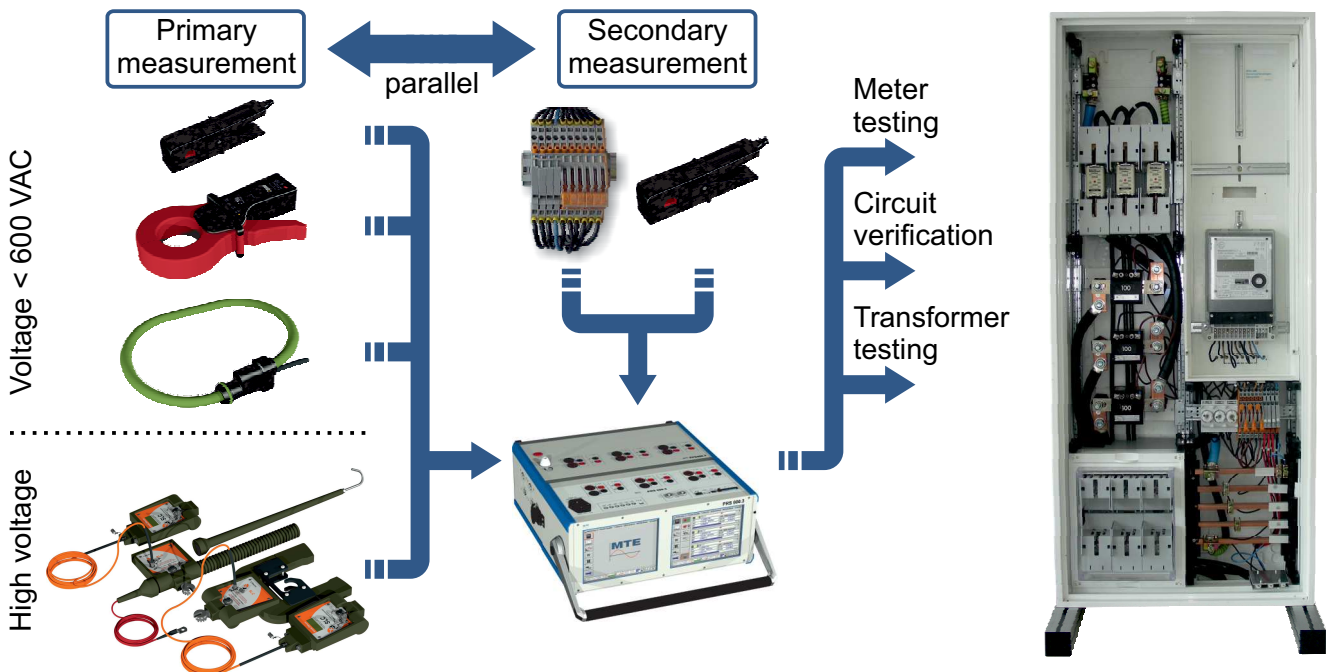 Primary
measurement
parallel
Secondary
measurement
Voltage < 600 VAC
High voltage
Meter
testing
Circuit
verification
Transformer
testing
MTE
PRS 600.3
100
100
100